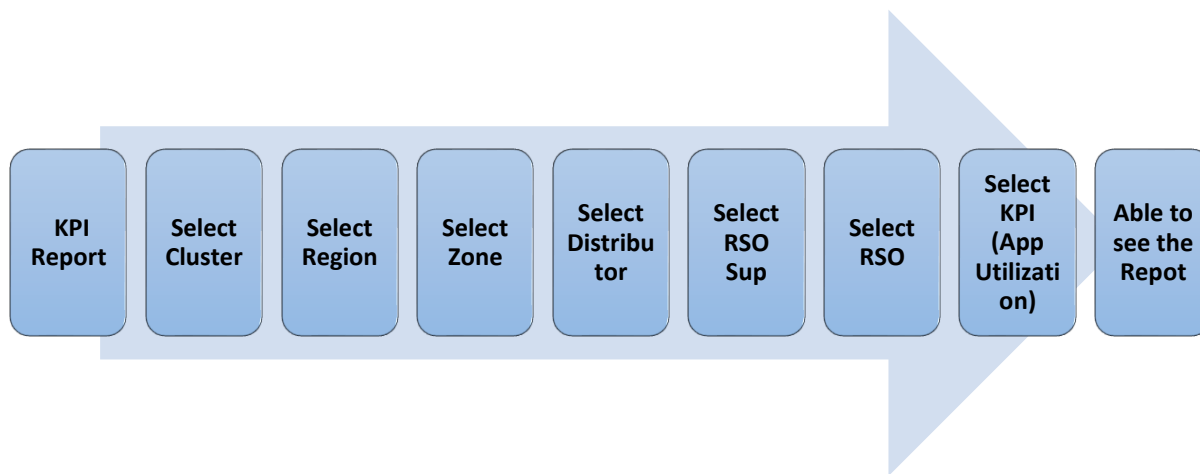 KPI
Report
Select
Cluster
Select
Region
Select
Zone
Select
Distribu
tor
Select
RSO
Sup
Select
RSO
Select
KPI
(App
Utilizati
on)
Able to
see the
Repot